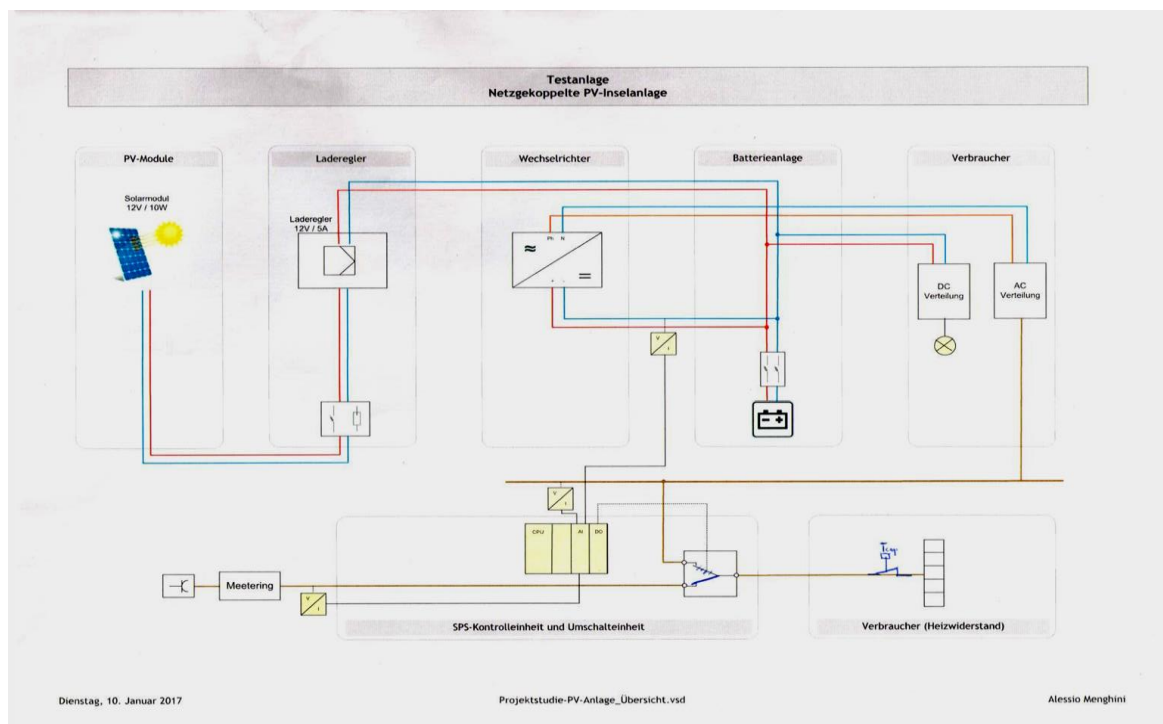 Testanlage
Netzgekoppelte PV-Inselanlage
PV-Module
Laderegler
Wechselrichter
Batterieanlage
Verbraucher
Solarmodul
12V / 10W
Laderegler
12V / 5A
Ph N
+ -
DC
Verteilung
AC
Verteilung
V
I
V
I
CPU
AI
DO
Meetering
V
I
SPS-Kontrolleinheit und Umschalteinheit
Verbraucher (Heizwiderstand)
Dienstag, 10. Januar 2017
Projektstudie-PV-Anlage_Übersicht.vsd
Alessio Menghini